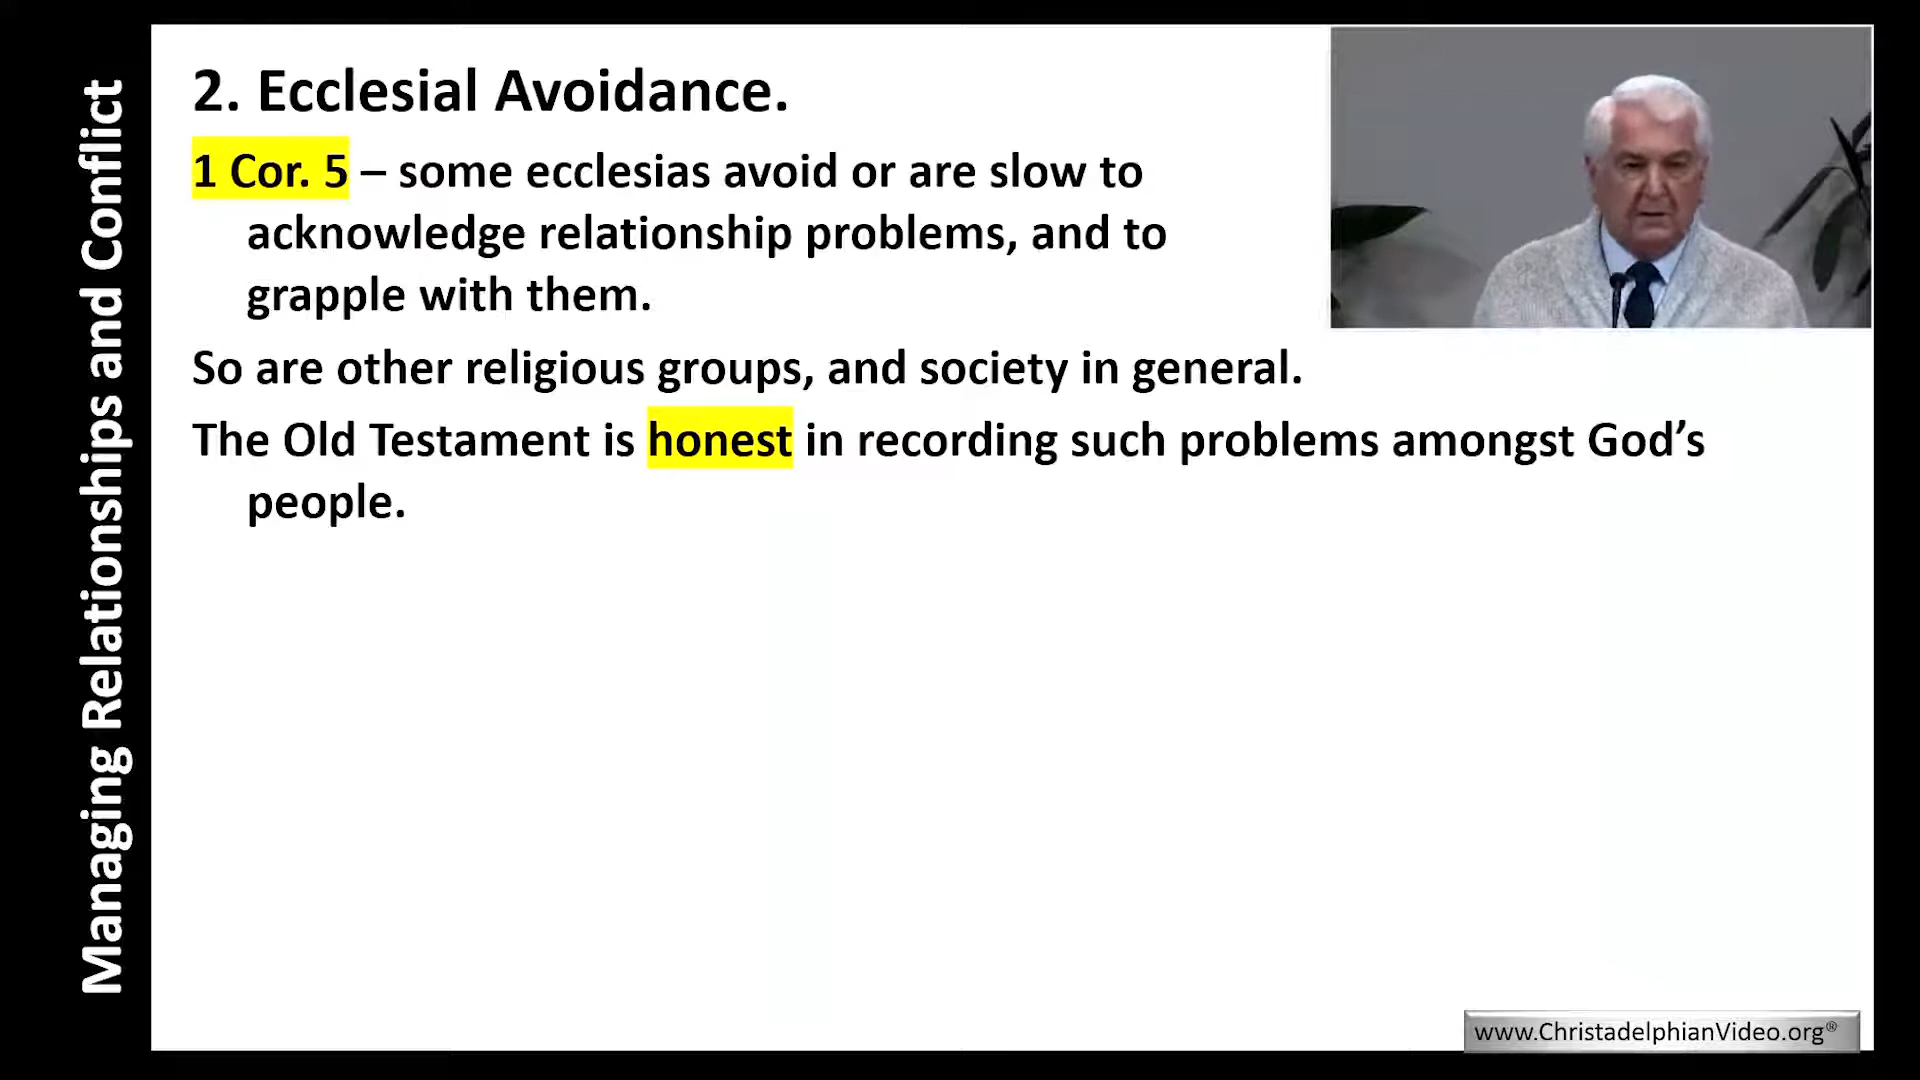 Managing Relationships and Conflict
2. Ecclesial Avoidance.
1 Cor. 5 – some ecclesias avoid or are slow to
acknowledge relationship problems, and to
grapple with them.
So are other religious groups, and society in general.
The Old Testament is honest in recording such problems amongst God’s
people.
www.ChristadelphianVideo.org®